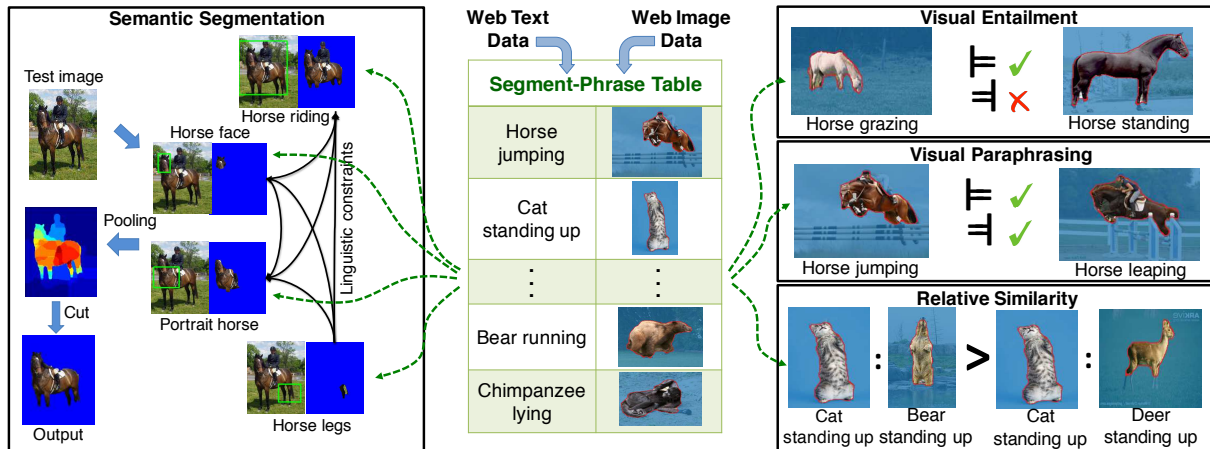 Semantic Segmentation
Test image
Horse riding
Horse face
Linguistic constraints
Pooling
Portrait horse
Cut
Output
Horse legs
Web Text
Data
Web Image
Data
Segment-Phrase Table
Horse
jumping
Cat
standing up
:
:
Bear running
Chimpanzee
lying
Visual Entailment
Horse grazing
Horse standing
Visual Paraphrasing
Horse jumping
Horse leaping
Relative Similarity
: > :
Cat
standing up
Bear
standing up
Cat
standing up
Deer
standing up